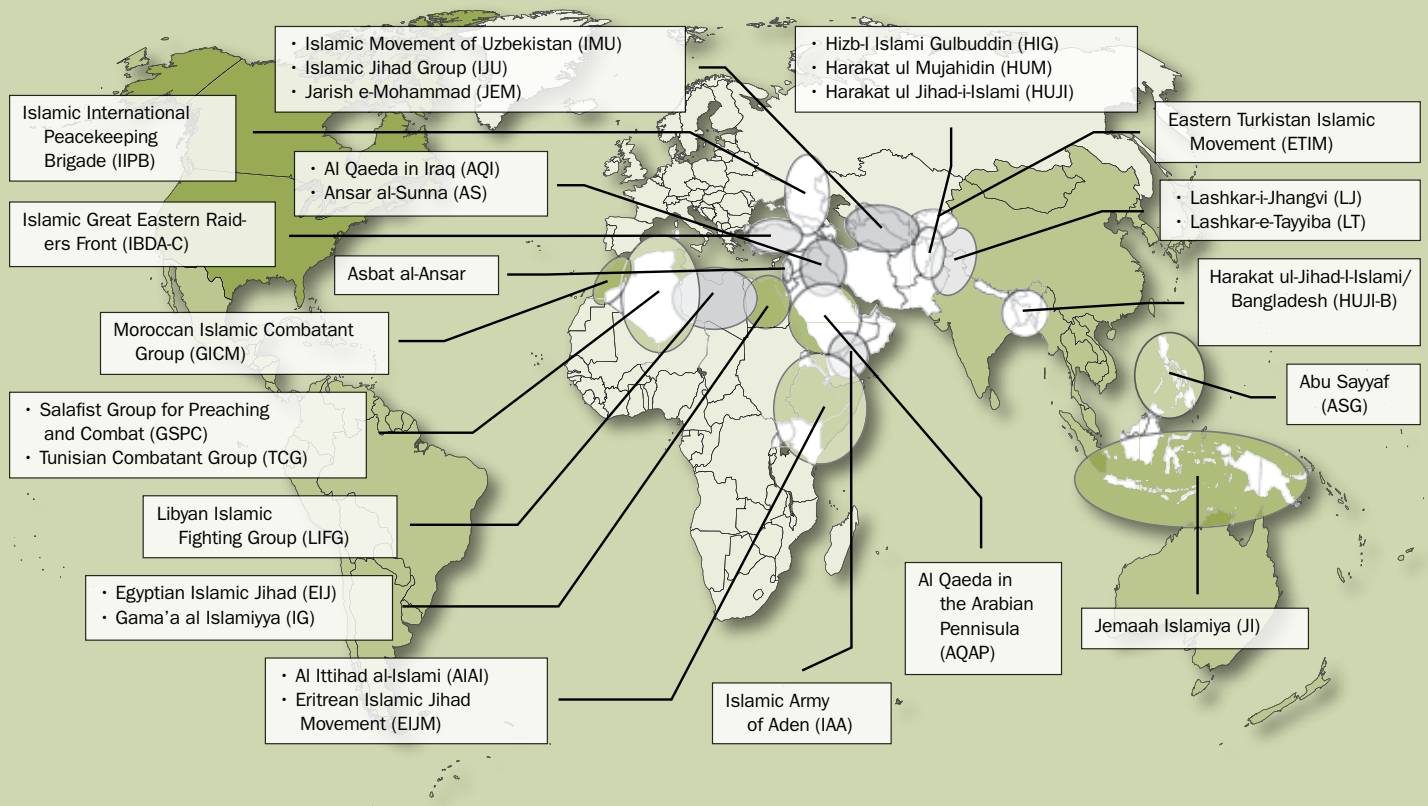 · Islamic Movement of Uzbekistan (IMU)
· Islamic Jihad Group (IJU)
· Jarish e-Mohammad (JEM)
· Hizb-I Islami Gulbuddin (HIG)
· Harakat ul Mujahidin (HUM)
· Harakat ul Jihad-i-Islami (HUJI)
Islamic International
Peacekeeping
Brigade (IIPB)
Eastern Turkistan Islamic
Movement (ETIM)
· Al Qaeda in Iraq (AQI)
· Ansar al-Sunna (AS)
· Lashkar-i-Jhangvi (LJ)
· Lashkar-e-Tayyiba (LT)
Islamic Great Eastern Raid-
ers Front (IBDA-C)
Asbat al-Ansar
Harakat ul-Jihad-I-Islami/
Bangladesh (HUJI-B)
Moroccan Islamic Combatant
Group (GICM)
Abu Sayyaf
(ASG)
· Salafist Group for Preaching
and Combat (GSPC)
· Tunisian Combatant Group (TCG)
Libyan Islamic
Fighting Group (LIFG)
· Egyptian Islamic Jihad (EIJ)
· Gama'a al Islamiyya (IG)
Al Qaeda in
the Arabian
Pennisula
(AQAP)
Jemaah Islamiya (JI)
· Al Ittihad al-Islami (AIAI)
· Eritrean Islamic Jihad
Movement (EIJM)
Islamic Army
of Aden (IAA)